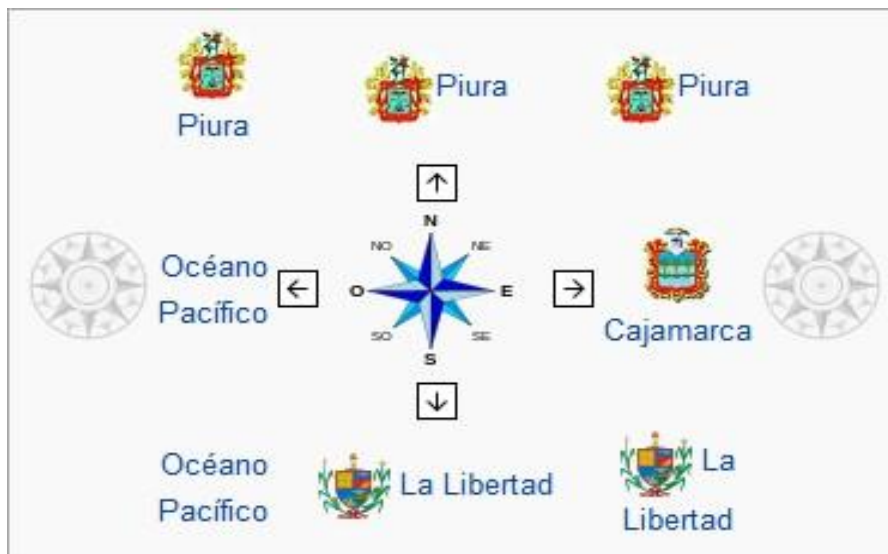 Piura
Piura
Piura
↑
N
NO NE
Océano
Pacífico
←
O E
→
Cajamarca
SO SE
S
↓
Océano
Pacífico
La Libertad
La
Libertad